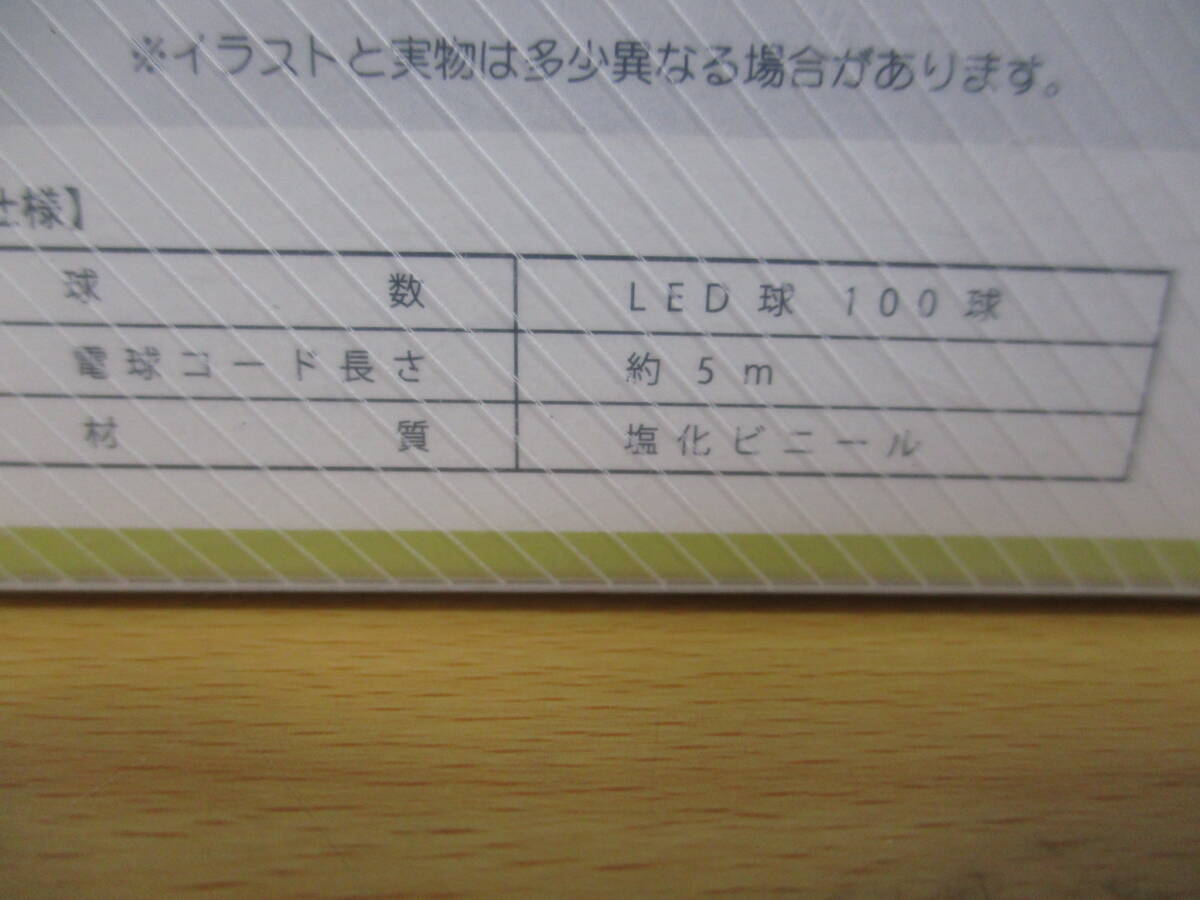 ※イラストと実物は多少異なる場合があります。
仕様】
球数 LED球 100球
電球コード長さ 約5m
材質 塩化ビニール